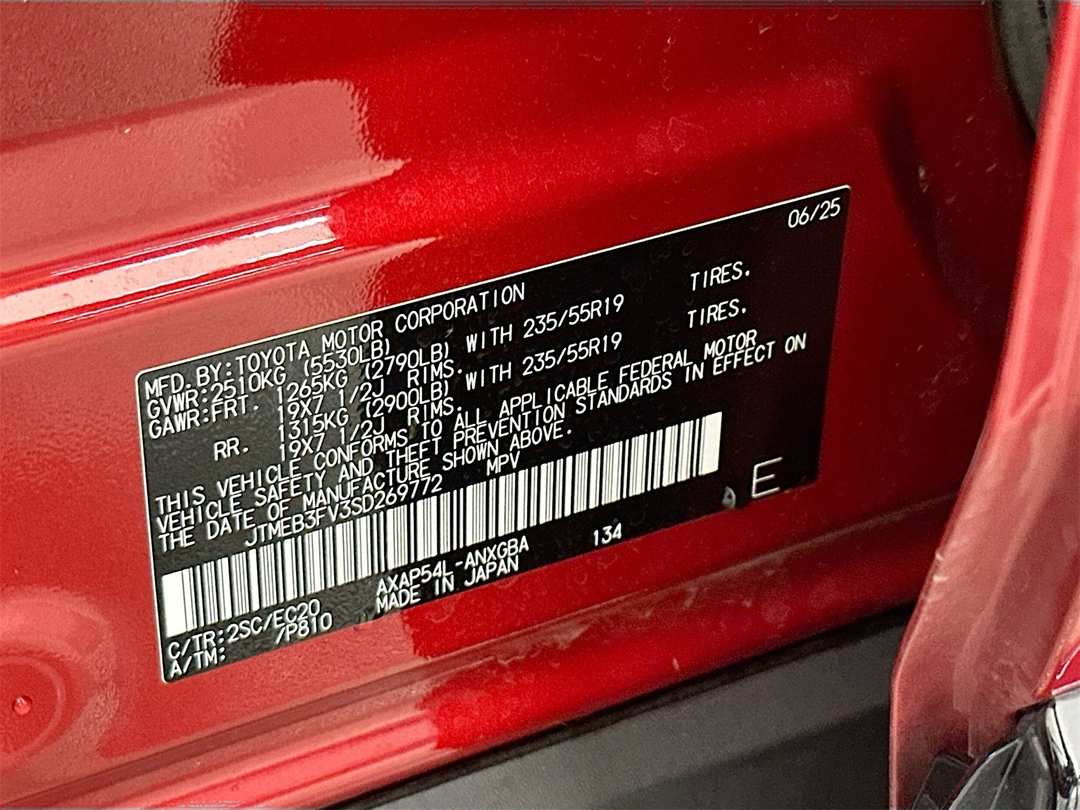 06/25
MFD.BY:TOYOTA MOTOR CORPORATION
GVWR:2510KG (5530LB)
GAWR:FRT. 1265KG (2790LB) WITH 235/55R19 TIRES.
19X7 1/2J RIMS.
RR. 1315KG (2900LB) WITH 235/55R19 TIRES.
19X7 1/2J RIMS.
THIS VEHICLE CONFORMS TO ALL APPLICABLE FEDERAL MOTOR
VEHICLE SAFETY AND THEFT PREVENTION STANDARDS IN EFFECT ON
THE DATE OF MANUFACTURE SHOWN ABOVE.
JTMEB3FV3SD269772 MPV
E
C/TR:2SC/EC20 AXAP54L-ANXGBA 134
A/TM: /P810 MADE IN JAPAN